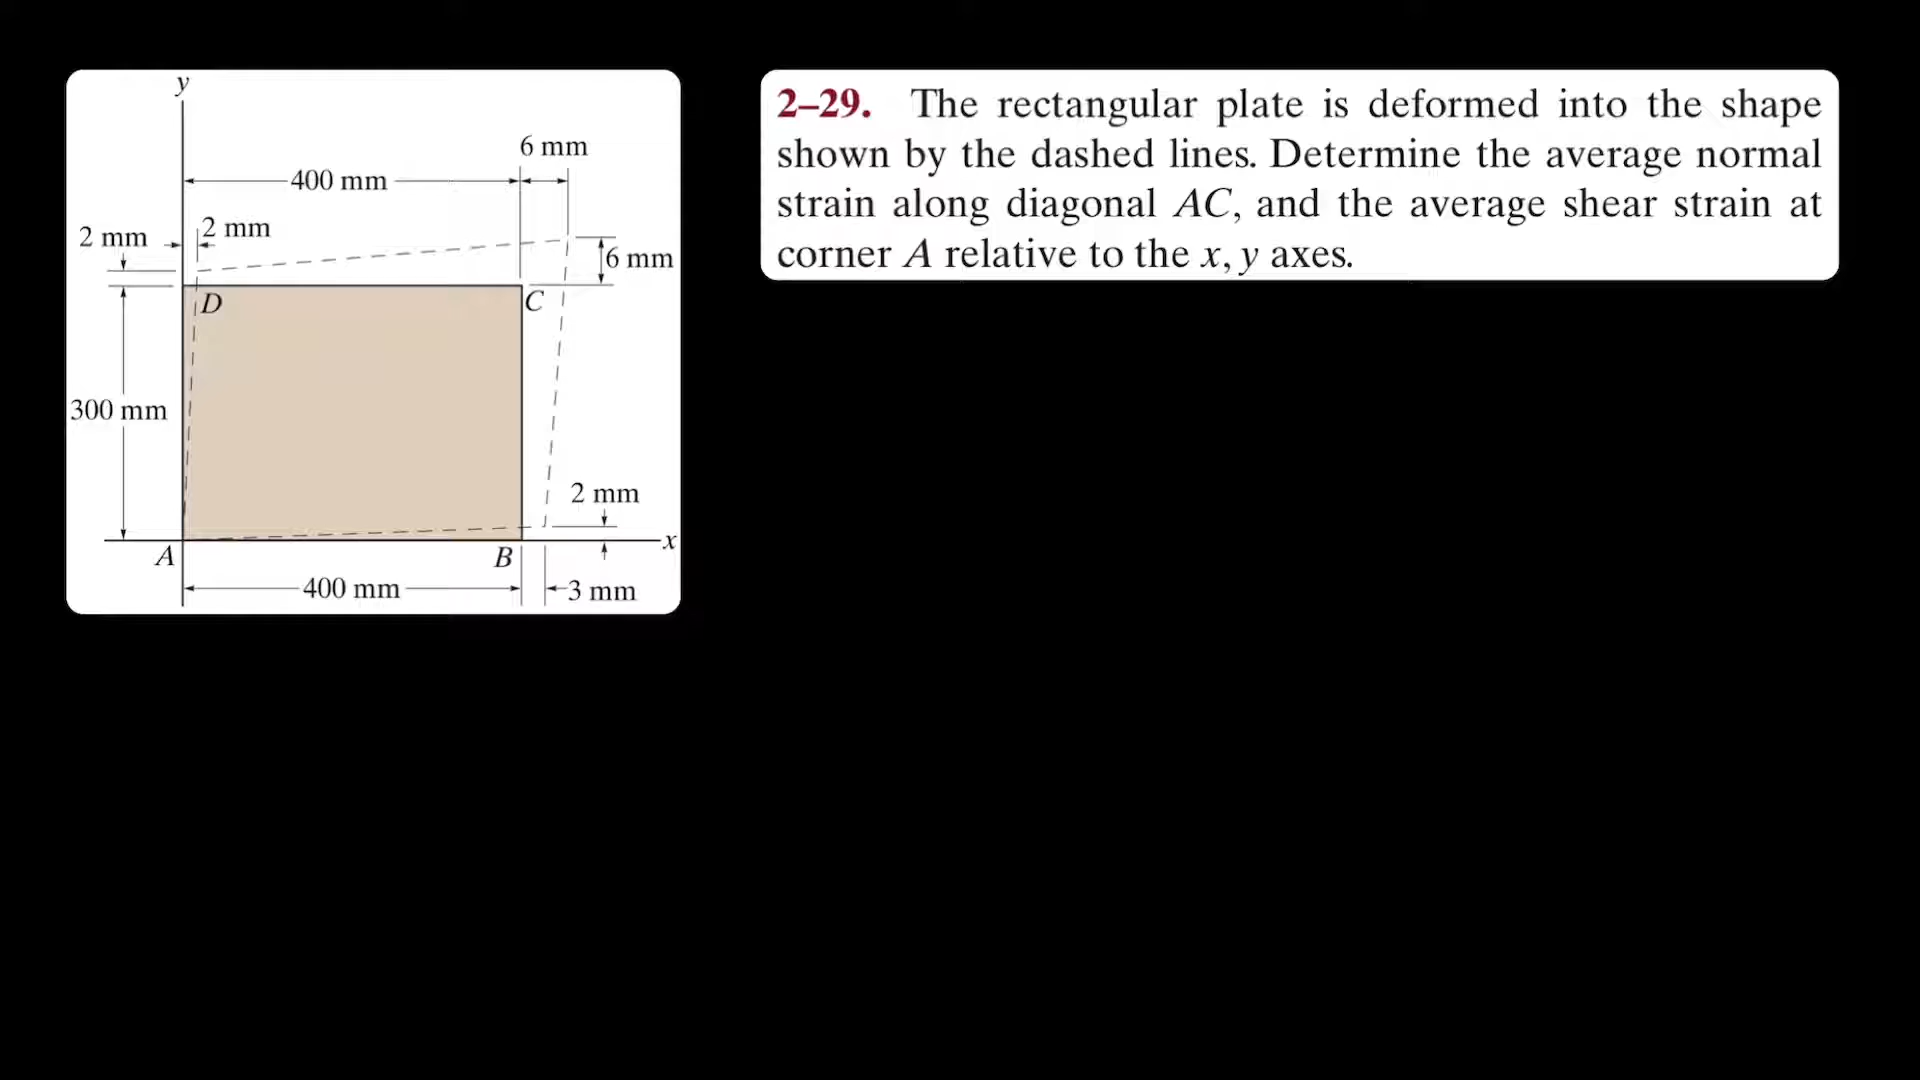 y
6 mm
400 mm
2 mm
2 mm
6 mm
D
C
300 mm
2 mm
x
A
B
400 mm
3 mm
2–29. The rectangular plate is deformed into the shape
shown by the dashed lines. Determine the average normal
strain along diagonal AC, and the average shear strain at
corner A relative to the x, y axes.